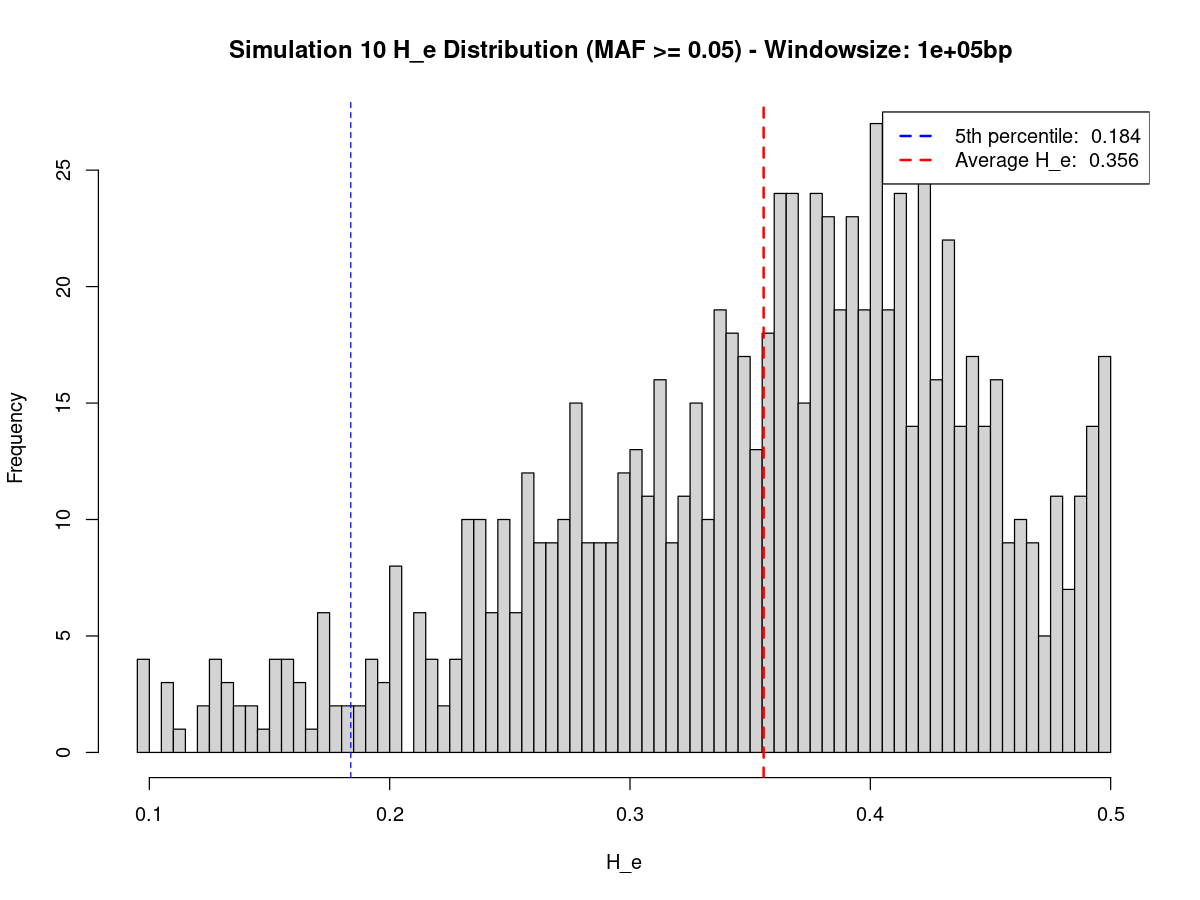 Simulation 10 H_e Distribution (MAF >= 0.05) - Windowsize: 1e+05bp
5th percentile: 0.184
Average H_e: 0.356
Frequency
25
20
15
10
5
0
0.1 0.2 0.3 0.4 0.5
H_e